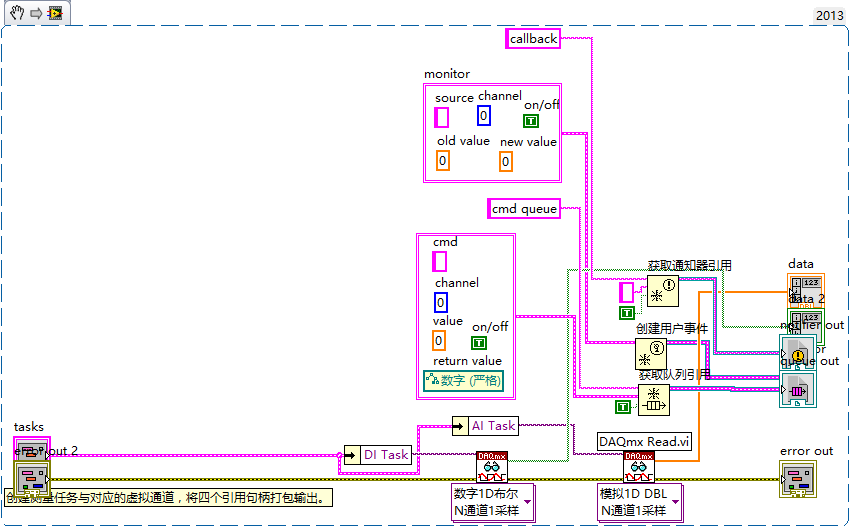 2013
callback
monitor
source
channel
0
on/off
T
old value
0
new value
0
cmd queue
cmd
channel
0
value
0
on/off
T
return value
数字 (严格)
获取通知器引用
T
创建用户事件
获取队列引用
T
data
123
data 2
123
notifier out
queue out
tasks
error out 2
AI Task
DI Task
DAQmx
DAQmx Read.vi
DAQmx
error out
数字1D布尔
N通道1采样
模拟1D DBL
N通道1采样
创建测量任务与对应的虚拟通道，将四个引用句柄打包输出。